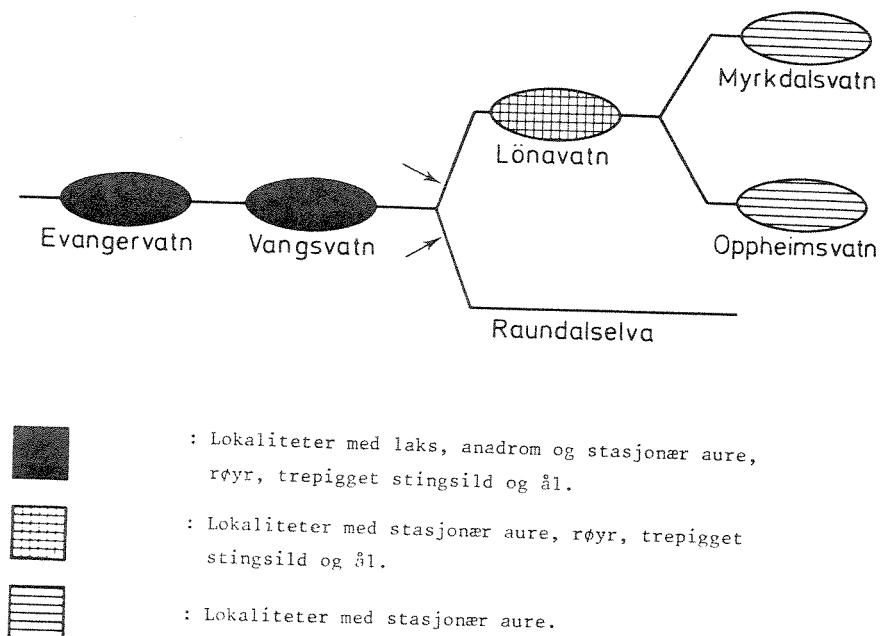 Myrkdalsvatn
Lönavatn
Evangervatn
Vangsvatn
Oppheimsvatn
Raundalselva
: Lokaliteter med laks, anadrom og stasjonær aure,
røyr, trepigget stingsild og ål.
: Lokaliteter med stasjonær aure, røyr, trepigget
stingsild og ål.
: Lokaliteter med stasjonær aure.